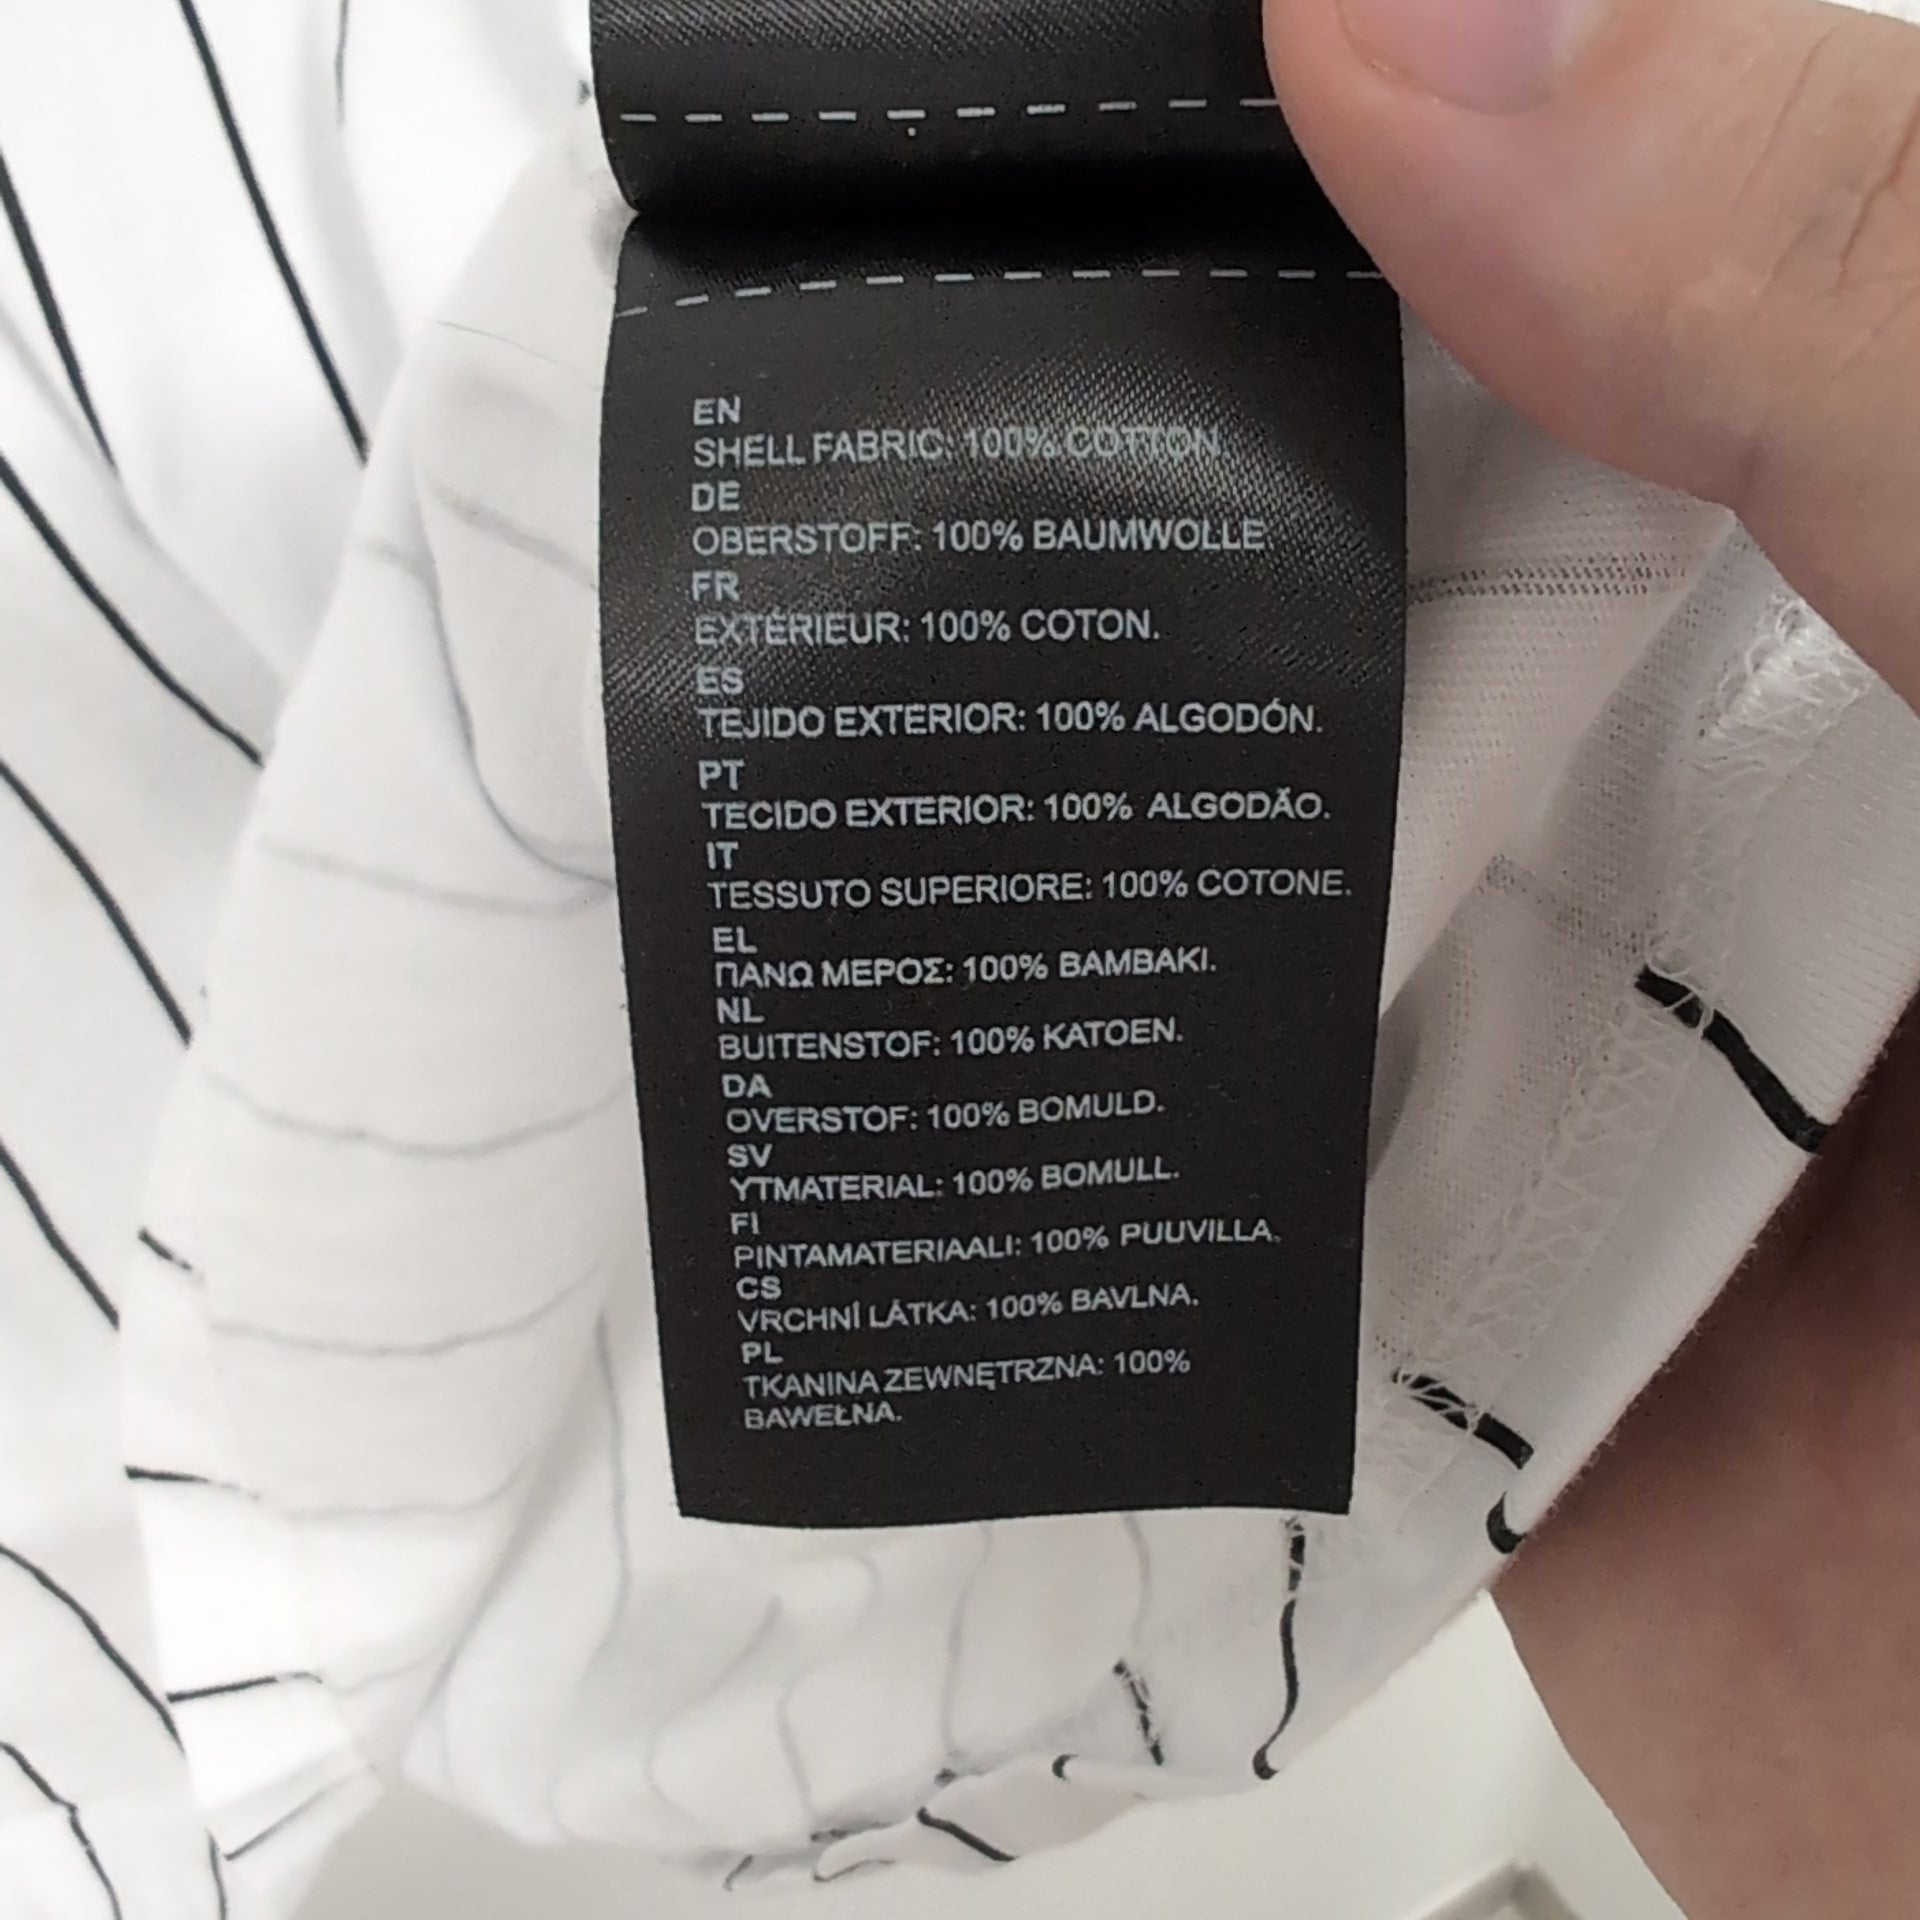 EN
SHELL FABRIC: 100% COTTON.
DE
OBERSTOFF: 100% BAUMWOLLE.
FR
EXTÉRIEUR: 100% COTON.
ES
TEJIDO EXTERIOR: 100% ALGODÓN.
PT
TECIDO EXTERIOR: 100% ALGODÃO.
IT
TESSUTO SUPERIORE: 100% COTONE.
EL
ΠΑΝΩ ΜΕΡΟΣ: 100% ΒΑΜΒΑΚΙ.
NL
BUITENSTOF: 100% KATOEN.
DA
OVERSTOF: 100% BOMULD.
SV
YTMATERIAL: 100% BOMULL.
FI
PINTAMATERIAALI: 100% PUUVILLA.
CS
VRCHNÍ LÁTKA: 100% BAVLNA.
PL
TKANINA ZEWNĘTRZNA: 100%
BAWEŁNA.